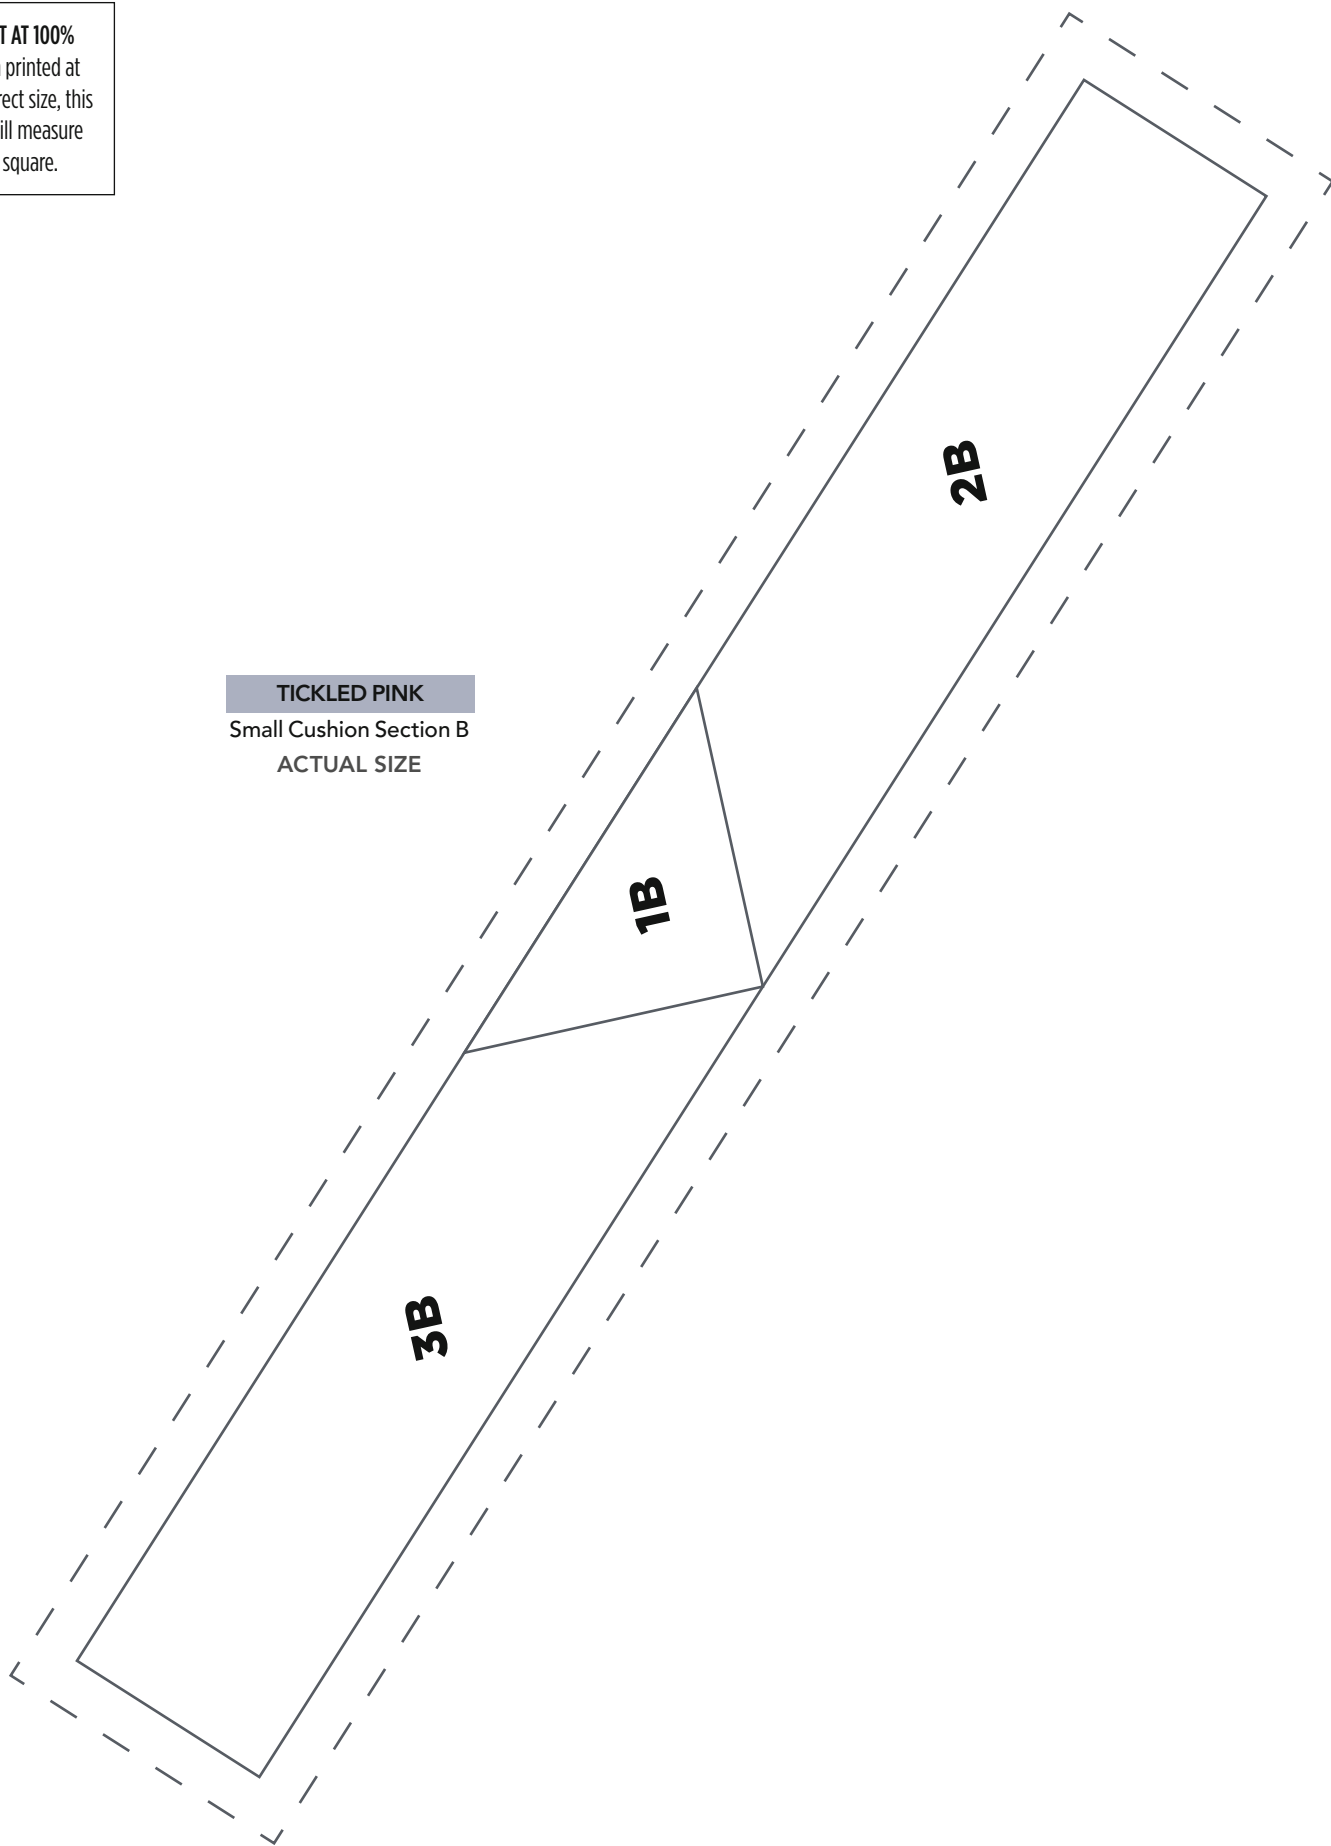 T AT 100%
printed at
rect size, this
ill measure
square.
2B
TICKLED PINK
Small Cushion Section B
ACTUAL SIZE
1B
3B